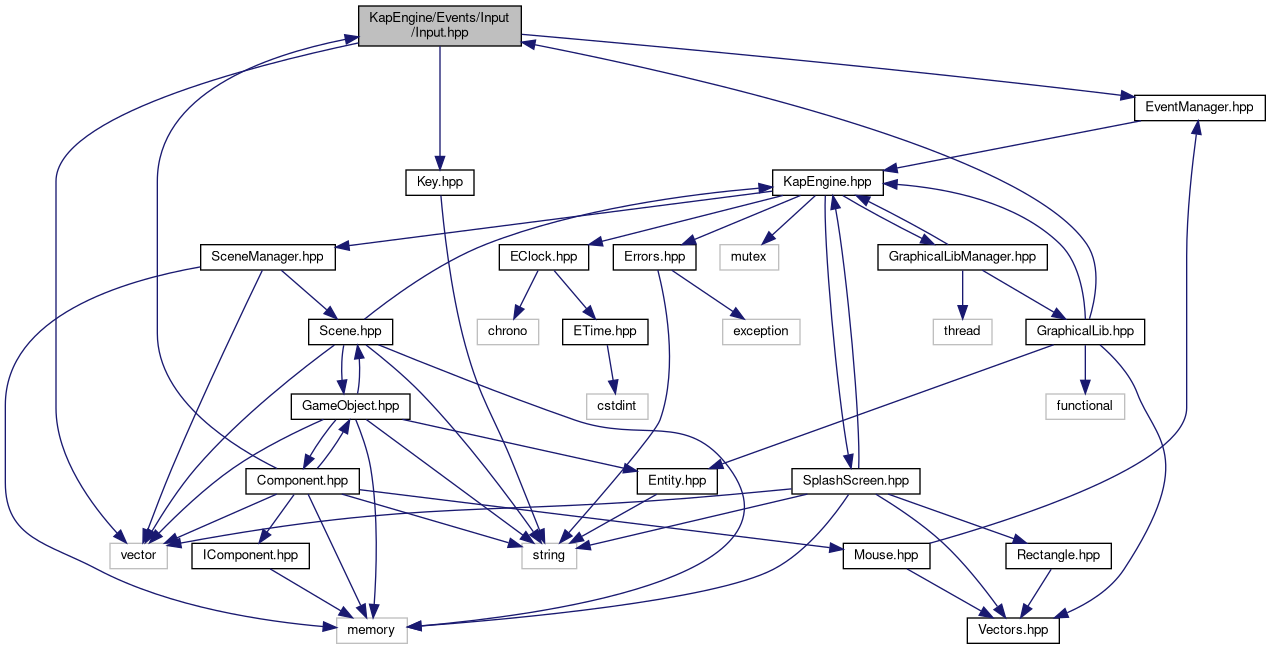 KapEngine/Events/Input
/Input.hpp
EventManager.hpp
Key.hpp
KapEngine.hpp
SceneManager.hpp
EClock.hpp
Errors.hpp
mutex
GraphicalLibManager.hpp
Scene.hpp
chrono
ETime.hpp
exception
thread
GraphicalLib.hpp
GameObject.hpp
cstdint
functional
Component.hpp
Entity.hpp
SplashScreen.hpp
vector
IComponent.hpp
string
Mouse.hpp
Rectangle.hpp
memory
Vectors.hpp